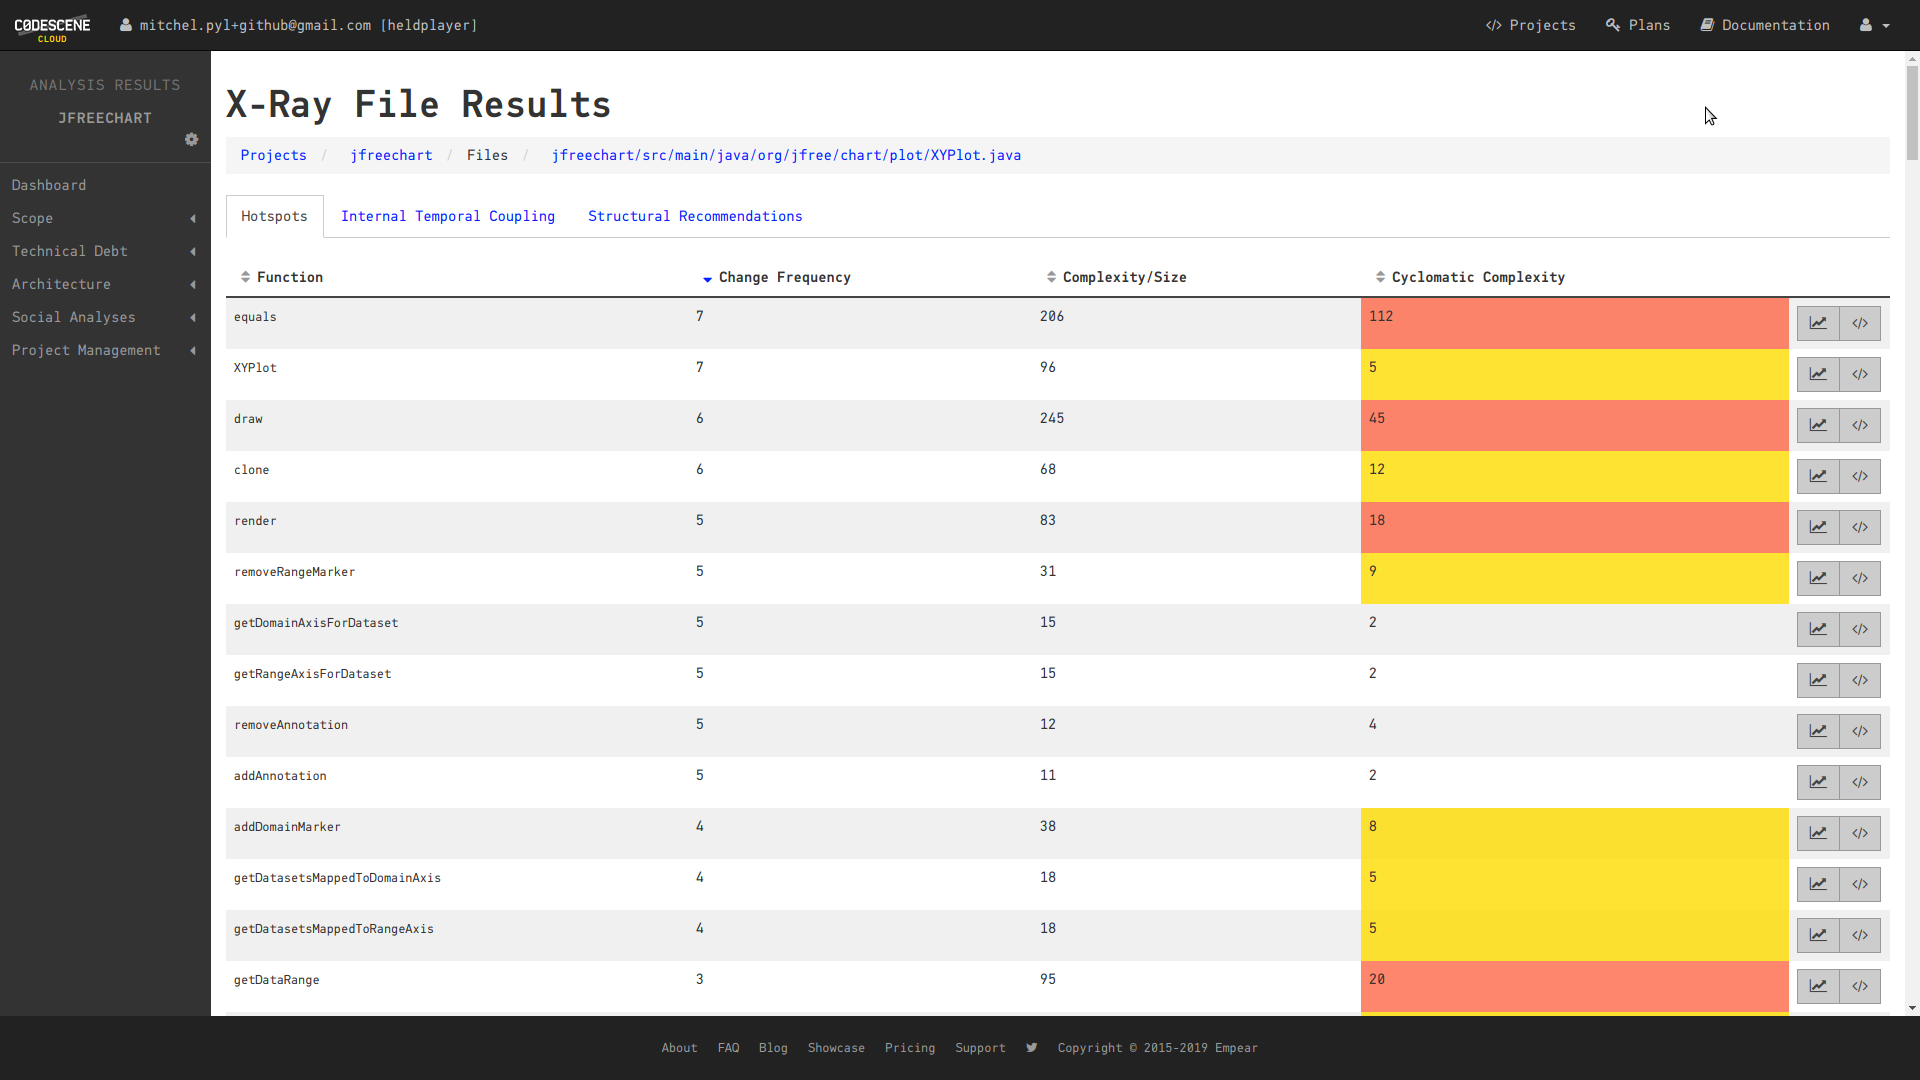 CODESCENE
CLOUD
mitchel.pyl+github@gmail.com [heldplayer]
</> Projects
Plans
Documentation
ANALYSIS RESULTS
JFREECHART
Dashboard
Scope
Technical Debt
Architecture
Social Analyses
Project Management
X-Ray File Results
Projects / jfreechart / Files / jfreechart/src/main/java/org/jfree/chart/plot/XYPlot.java
Hotspots Internal Temporal Coupling Structural Recommendations
Function Change Frequency Complexity/Size Cyclomatic Complexity
equals 7 206 112 </>
XYPlot 7 96 5 </>
draw 6 245 45 </>
clone 6 68 12 </>
render 5 83 18 </>
removeRangeMarker 5 31 9 </>
getDomainAxisForDataset 5 15 2 </>
getRangeAxisForDataset 5 15 2 </>
removeAnnotation 5 12 4 </>
addAnnotation 5 11 2 </>
addDomainMarker 4 38 8 </>
getDatasetsMappedToDomainAxis 4 18 5 </>
getDatasetsMappedToRangeAxis 4 18 5 </>
getDataRange 3 95 20 </>
About FAQ Blog Showcase Pricing Support Copyright © 2015-2019 Empear